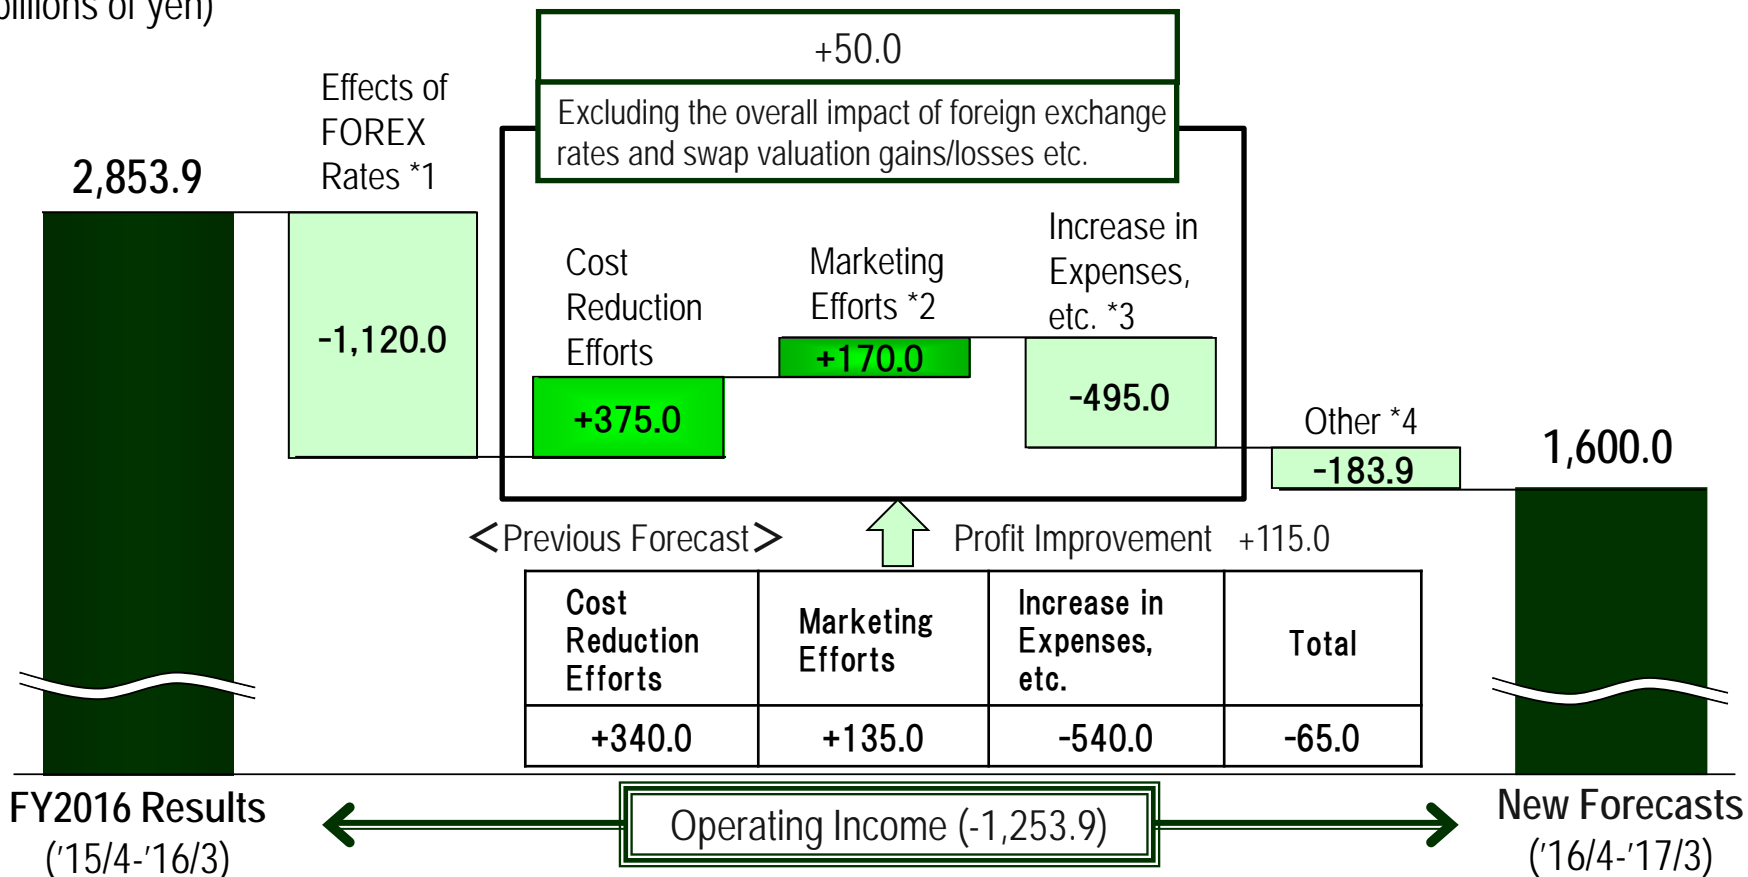 billions of yen)
+50.0
Excluding the overall impact of foreign exchange
rates and swap valuation gains/losses etc.
2,853.9
Effects of
FOREX
Rates *1
-1,120.0
Cost
Reduction
Efforts
+375.0
Marketing
Efforts *2
+170.0
Increase in
Expenses,
etc. *3
-495.0
Other *4
-183.9
1,600.0
<Previous Forecast>
Profit Improvement +115.0
Cost
Reduction
Efforts
Marketing
Efforts
Increase in
Expenses,
etc.
Total
+340.0
+135.0
-540.0
-65.0
FY2016 Results
('15/4-'16/3)
Operating Income (-1,253.9)
New Forecasts
('16/4-'17/3)